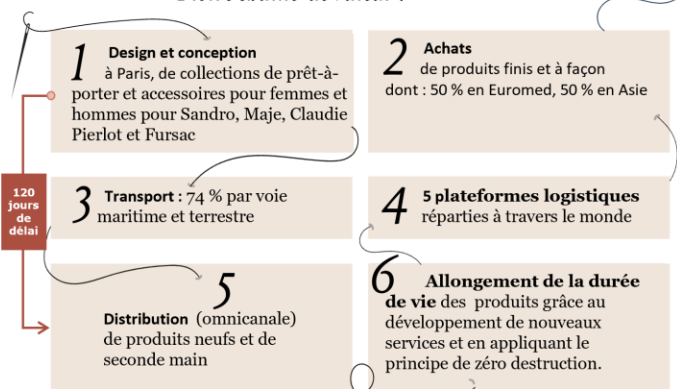 1 Design et conception
à Paris, de collections de prêt-à-
porter et accessoires pour femmes et
hommes pour Sandro, Maje, Claudie
Pierlot et Fursac
2 Achats
de produits finis et à façon
dont : 50 % en Euromed, 50 % en Asie
120
jours
de
délai
3 Transport : 74 % par voie
maritime et terrestre
4 5 plateformes logistiques
réparties à travers le monde
5
Distribution (omnicanale)
de produits neufs et de
seconde main
6 Allongement de la durée
de vie des produits grâce au
développement de nouveaux
services et en appliquant le
principe de zéro destruction.